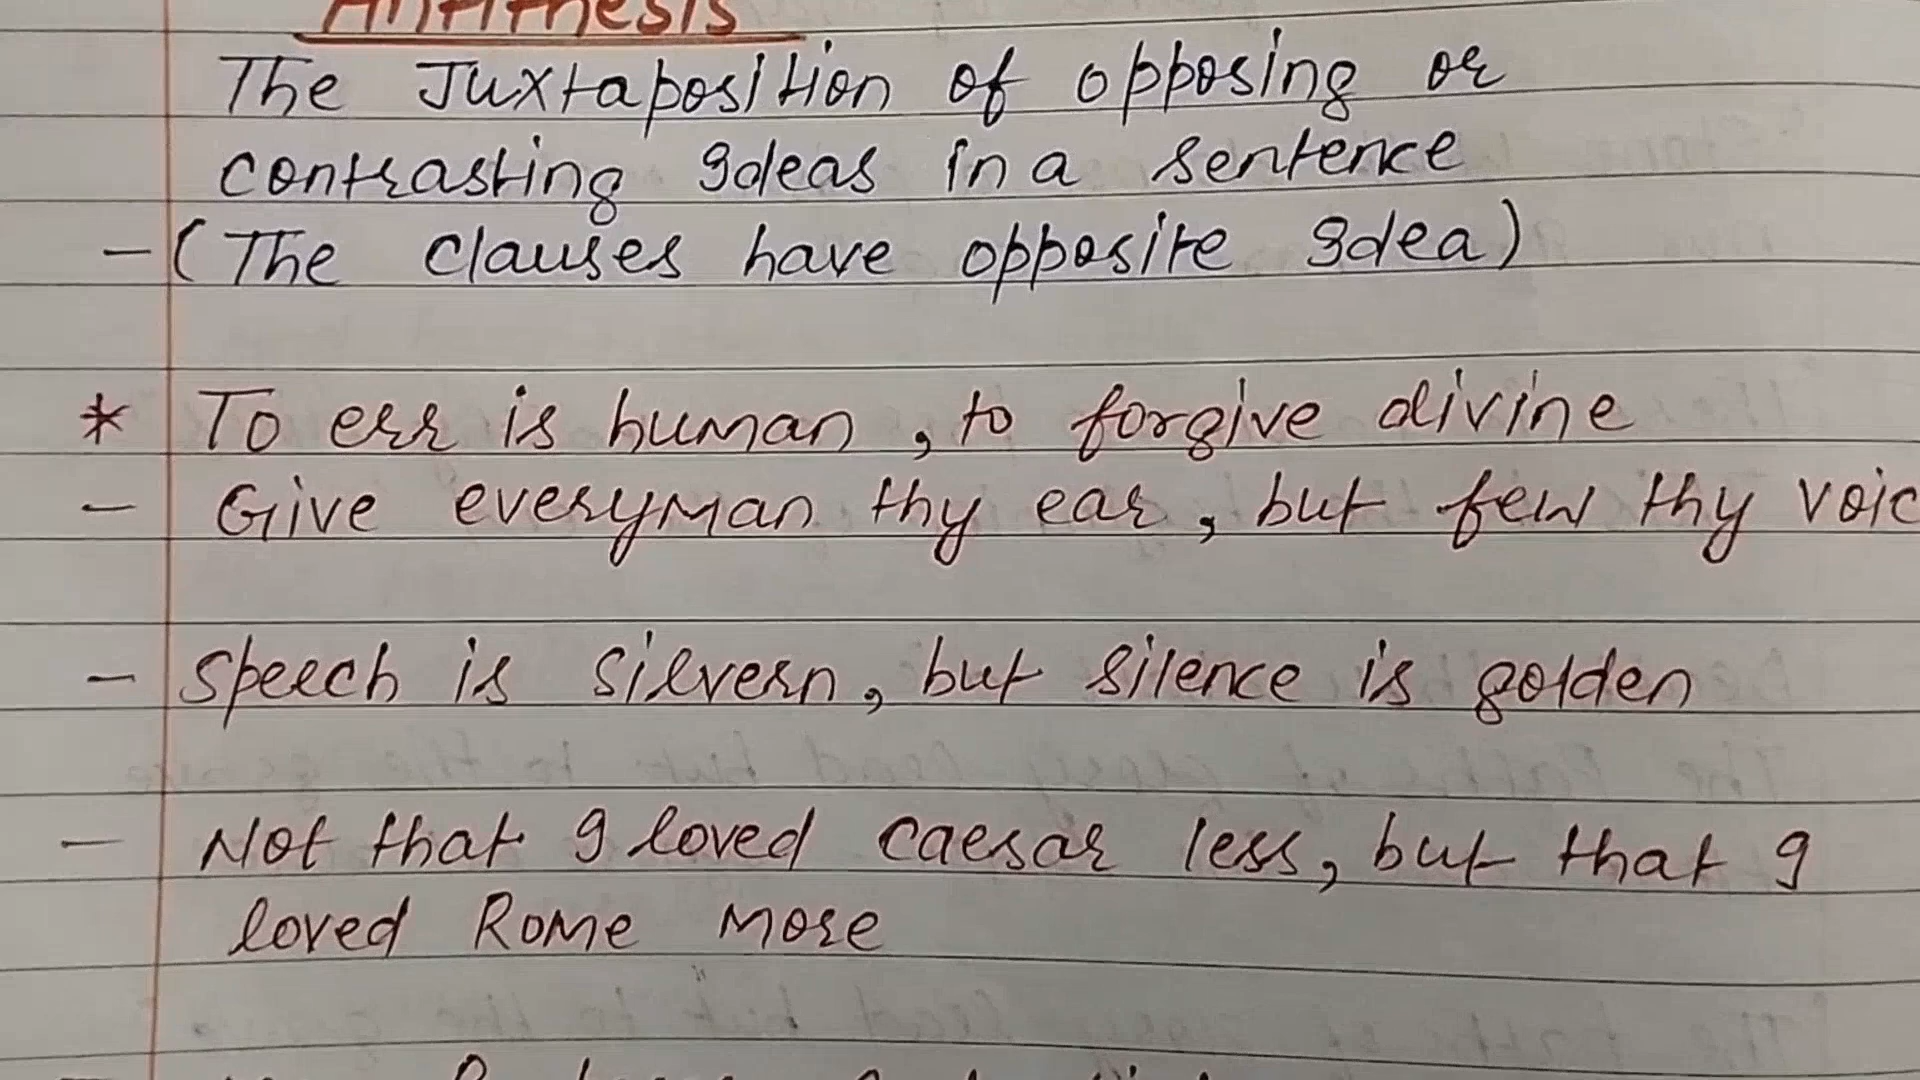 Antithesis
The Juxtaposition of opposing or
contrasting Ideas in a sentence
- (The clauses have opposite Idea)
* To err is human, to forgive divine
- Give everyman thy ear, but few thy voic
- speech is silvern, but silence is golden
- Not that I loved caesar less, but that I
loved Rome more